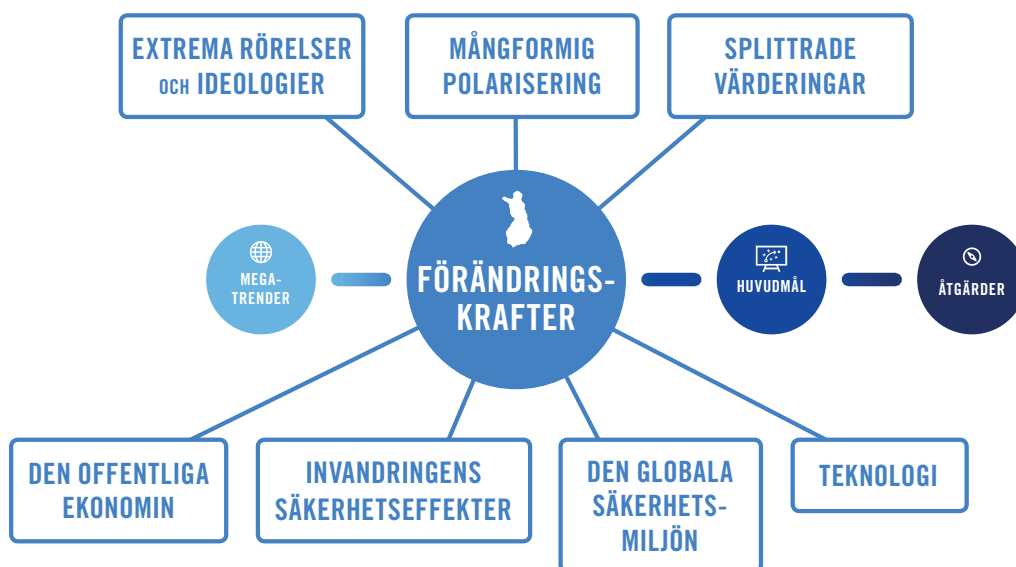 EXTREMA RÖRELSER
OCH IDEOLOGIER
MÅNGFORMIG
POLARISERING
SPLITTRADE
VÄRDERINGAR
MEGA-
TRENDER
FÖRÄNDRINGS-
KRAFTER
HUVUDMÅL
ÅTGÄRDER
DEN OFFENTLIGA
EKONOMIN
INVANDRINGENS
SÄKERHETSEFFEKTER
DEN GLOBALA
SÄKERHETS-
MILJÖN
TEKNOLOGI